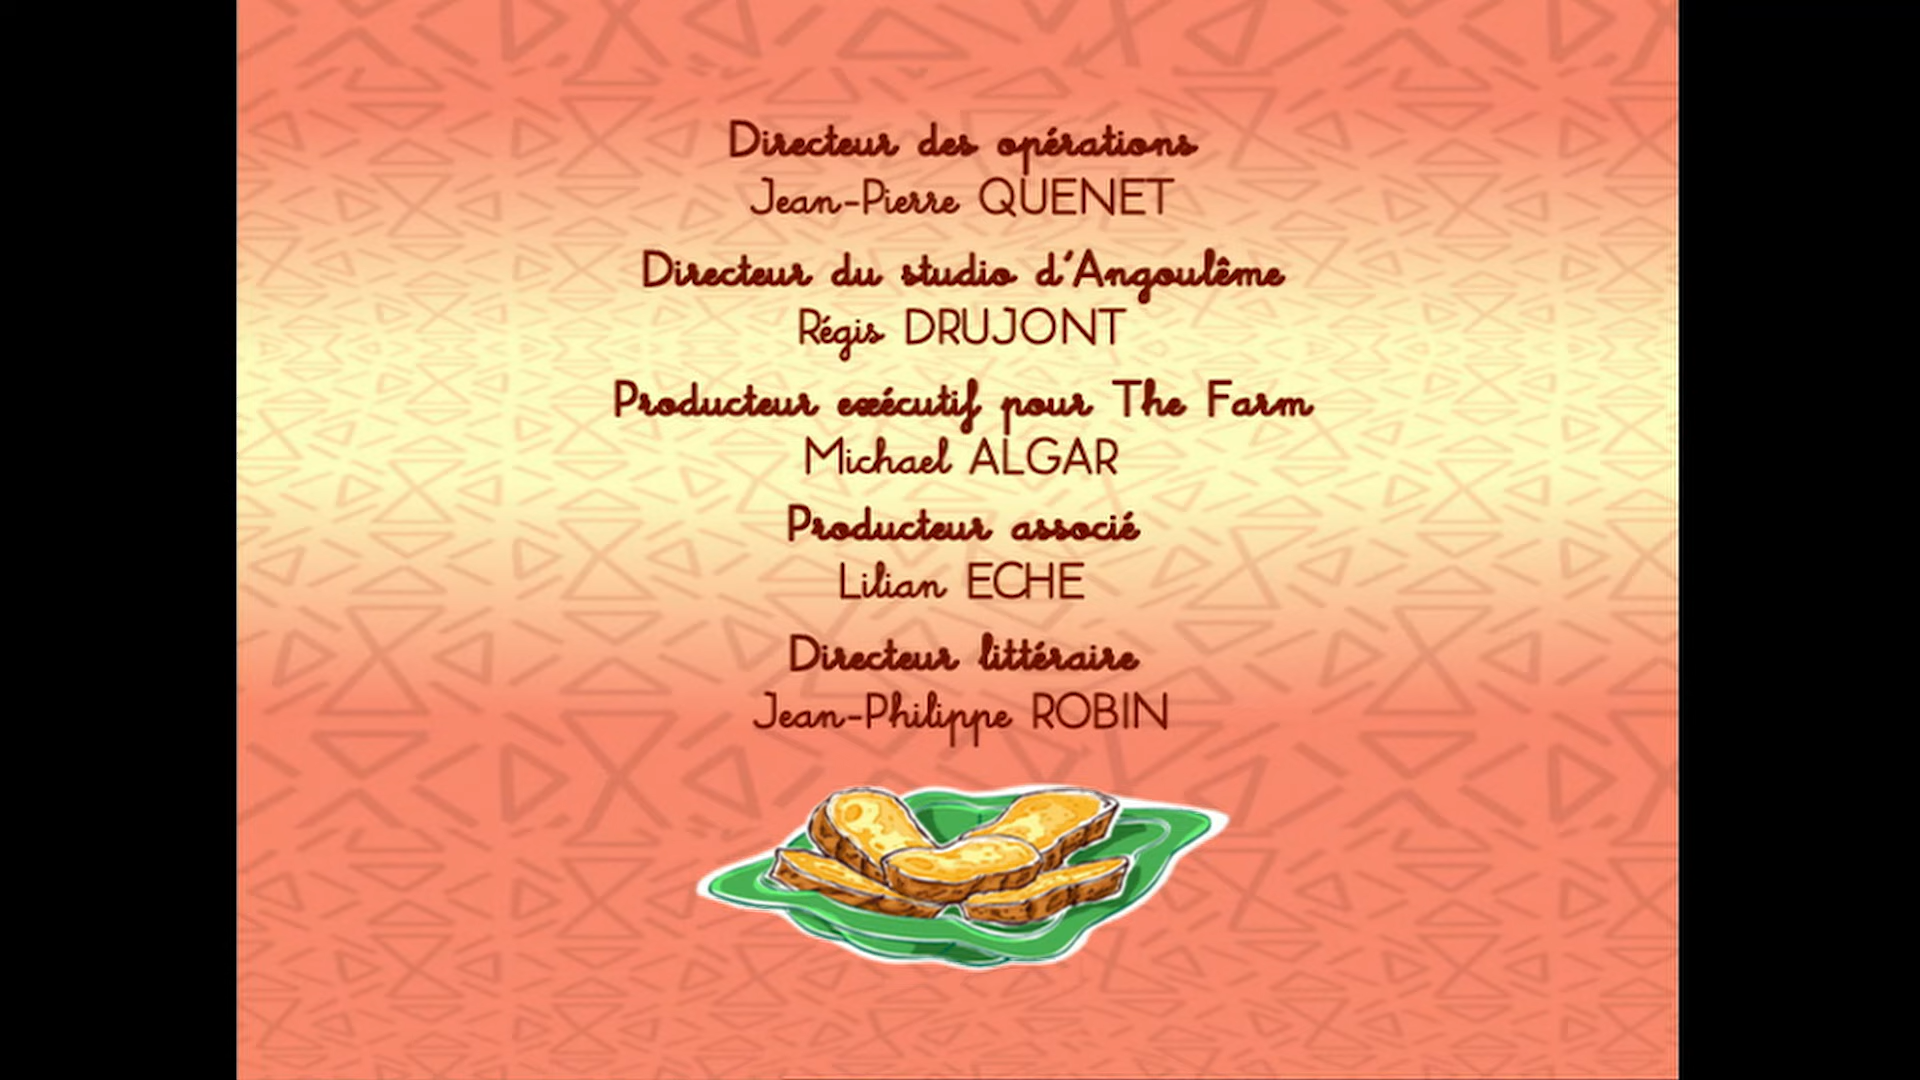 Directeur des opérations
Jean-Pierre QUENET
Directeur du studio d'Angoulême
Régis DRUJONT
Producteur exécutif pour The Farm
Michael ALGAR
Producteur associé
Lilian ECHE
Directeur littéraire
Jean-Philippe ROBIN